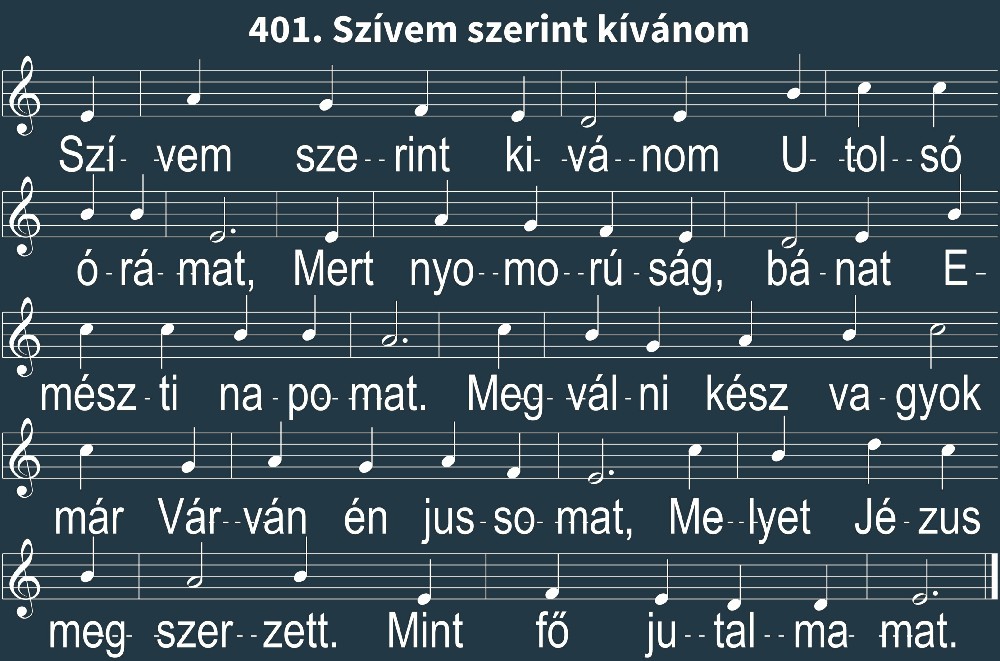 401. Szívem szerint kívánom
Szí- vem sze - - rint ki- vá - - nom U- tol - - só
ó - rá - mat, Mert nyo - - mo - - rú - ság, bá - nat E -
mész - ti na - po - mat. Meg - vál - ni kész va - gyok
már Vár - - ván én jus - so - mat, Me - - lyet Jé - zus
meg - szer - - zett. Mint fő ju - - tal - - ma - mat.